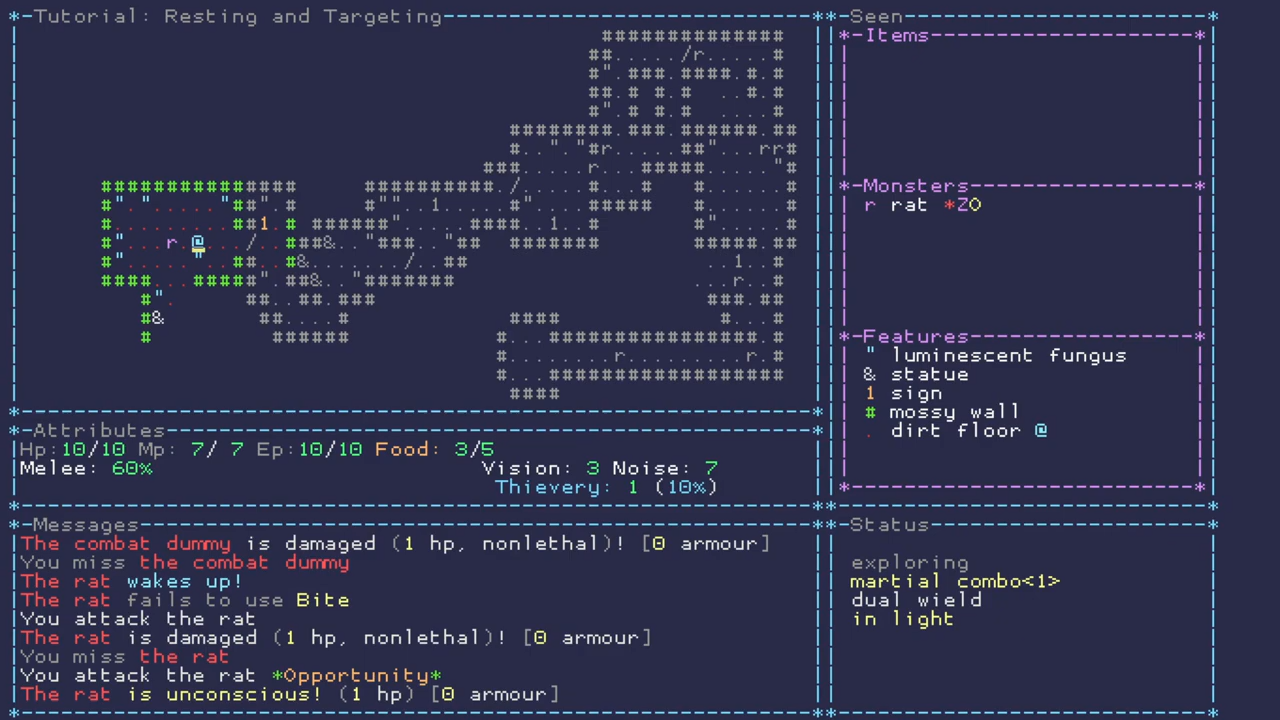 Tutorial: Resting and Targeting
Seen
Items
Monsters
r rat *ZO
Features
" luminescent fungus
& statue
1 sign
# mossy wall
. dirt floor @
Attributes
Hp:10/10 Mp: 7/ 7 Ep:10/10 Food: 3/5
Melee: 60% Vision: 3 Noise: 7
Thievery: 1 (10%)
Messages
The combat dummy is damaged (1 hp, nonlethal)! [0 armour]
You miss the combat dummy
The rat wakes up!
The rat fails to use Bite
You attack the rat
The rat is damaged (1 hp, nonlethal)! [0 armour]
You miss the rat
You attack the rat *Opportunity*
The rat is unconscious! (1 hp) [0 armour]
Status
exploring
martial combo<1>
dual wield
in light